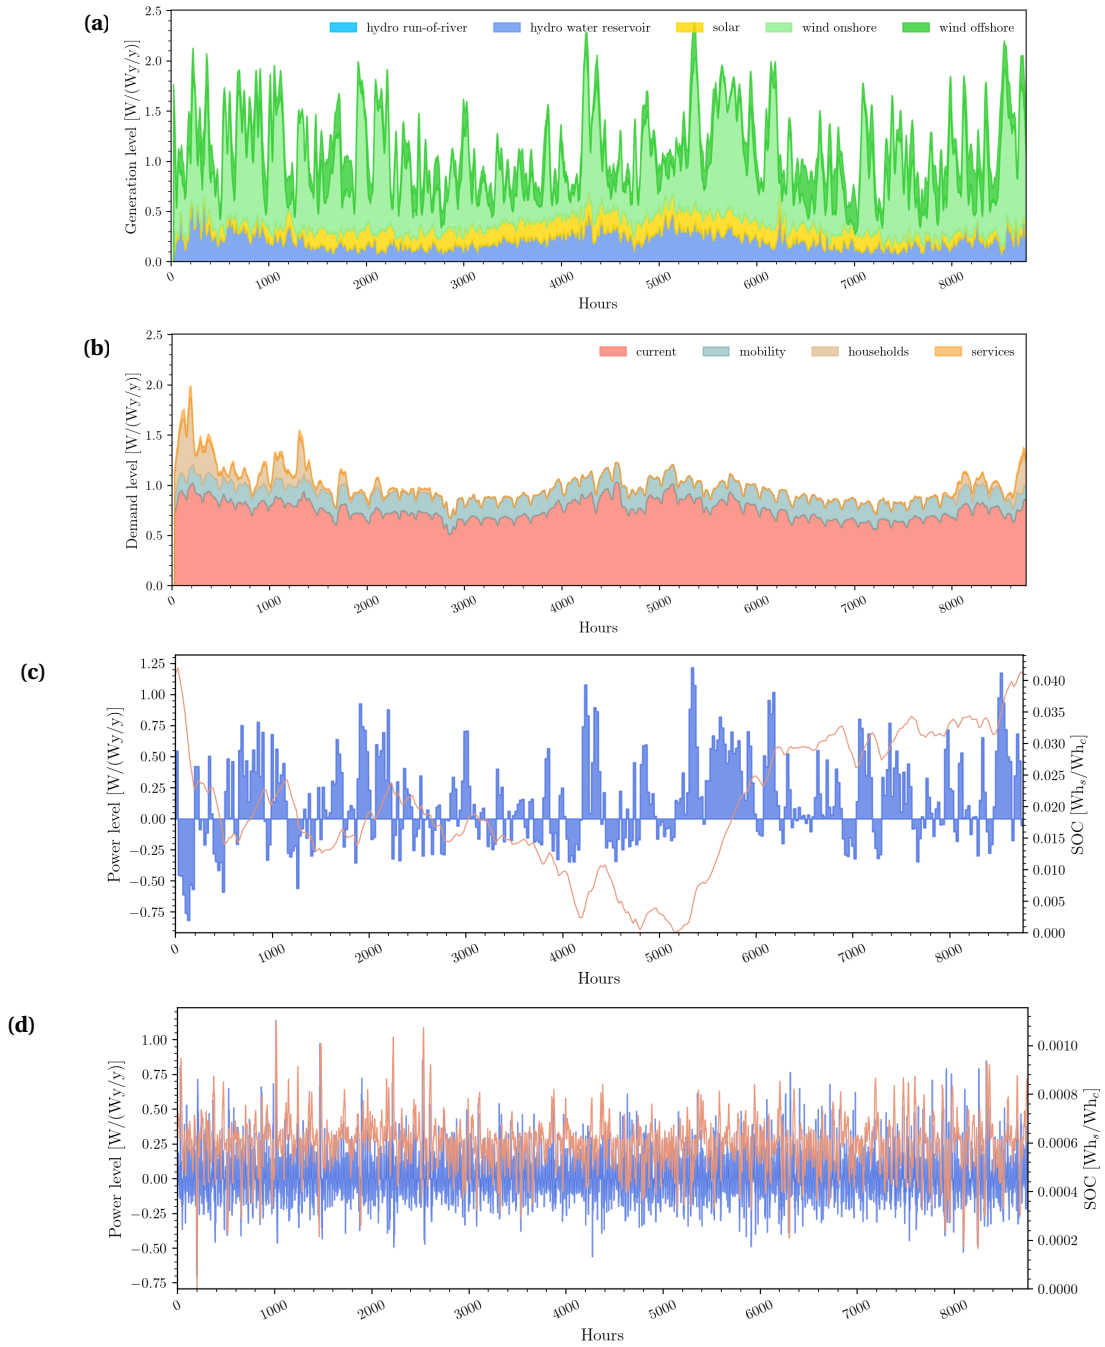 (a)
hydro run-of-river hydro water reservoir solar wind onshore wind offshore
Generation level [W/(Wy/y)]
2.5
2.0
1.5
1.0
0.5
0.0
0 1000 2000 3000 4000 5000 6000 7000 8000
Hours
(b)
current mobility households services
Demand level [W/(Wy/y)]
2.5
2.0
1.5
1.0
0.5
0.0
0 1000 2000 3000 4000 5000 6000 7000 8000
Hours
(c)
Power level [W/(Wy/y)]
1.25
1.00
0.75
0.50
0.25
0.00
−0.25
−0.50
−0.75
0.040
0.035
0.030
0.025
0.020
0.015
0.010
0.005
0.000
SOC [Whs/Whc]
0 1000 2000 3000 4000 5000 6000 7000 8000
Hours
(d)
Power level [W/(Wy/y)]
1.00
0.75
0.50
0.25
0.00
−0.25
−0.50
−0.75
0.0010
0.0008
0.0006
0.0004
0.0002
0.0000
SOC [Whs/Whc]
0 1000 2000 3000 4000 5000 6000 7000 8000
Hours